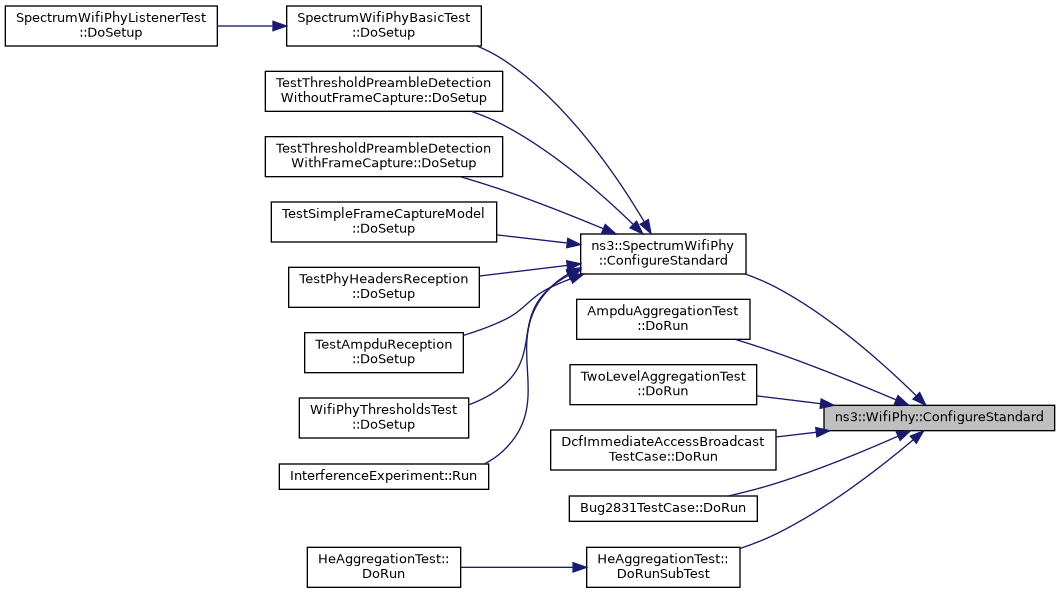 SpectrumWifiPhyListenerTest
::DoSetup
SpectrumWifiPhyBasicTest
::DoSetup
TestThresholdPreambleDetection
WithoutFrameCapture::DoSetup
TestThresholdPreambleDetection
WithFrameCapture::DoSetup
TestSimpleFrameCaptureModel
::DoSetup
ns3::SpectrumWifiPhy
::ConfigureStandard
TestPhyHeadersReception
::DoSetup
AmpduAggregationTest
::DoRun
TestAmpduReception
::DoSetup
TwoLevelAggregationTest
::DoRun
WifiPhyThresholdsTest
::DoSetup
ns3::WifiPhy::ConfigureStandard
DcfImmediateAccessBroadcast
TestCase::DoRun
InterferenceExperiment::Run
Bug2831TestCase::DoRun
HeAggregationTest::
DoRun
HeAggregationTest::
DoRunSubTest